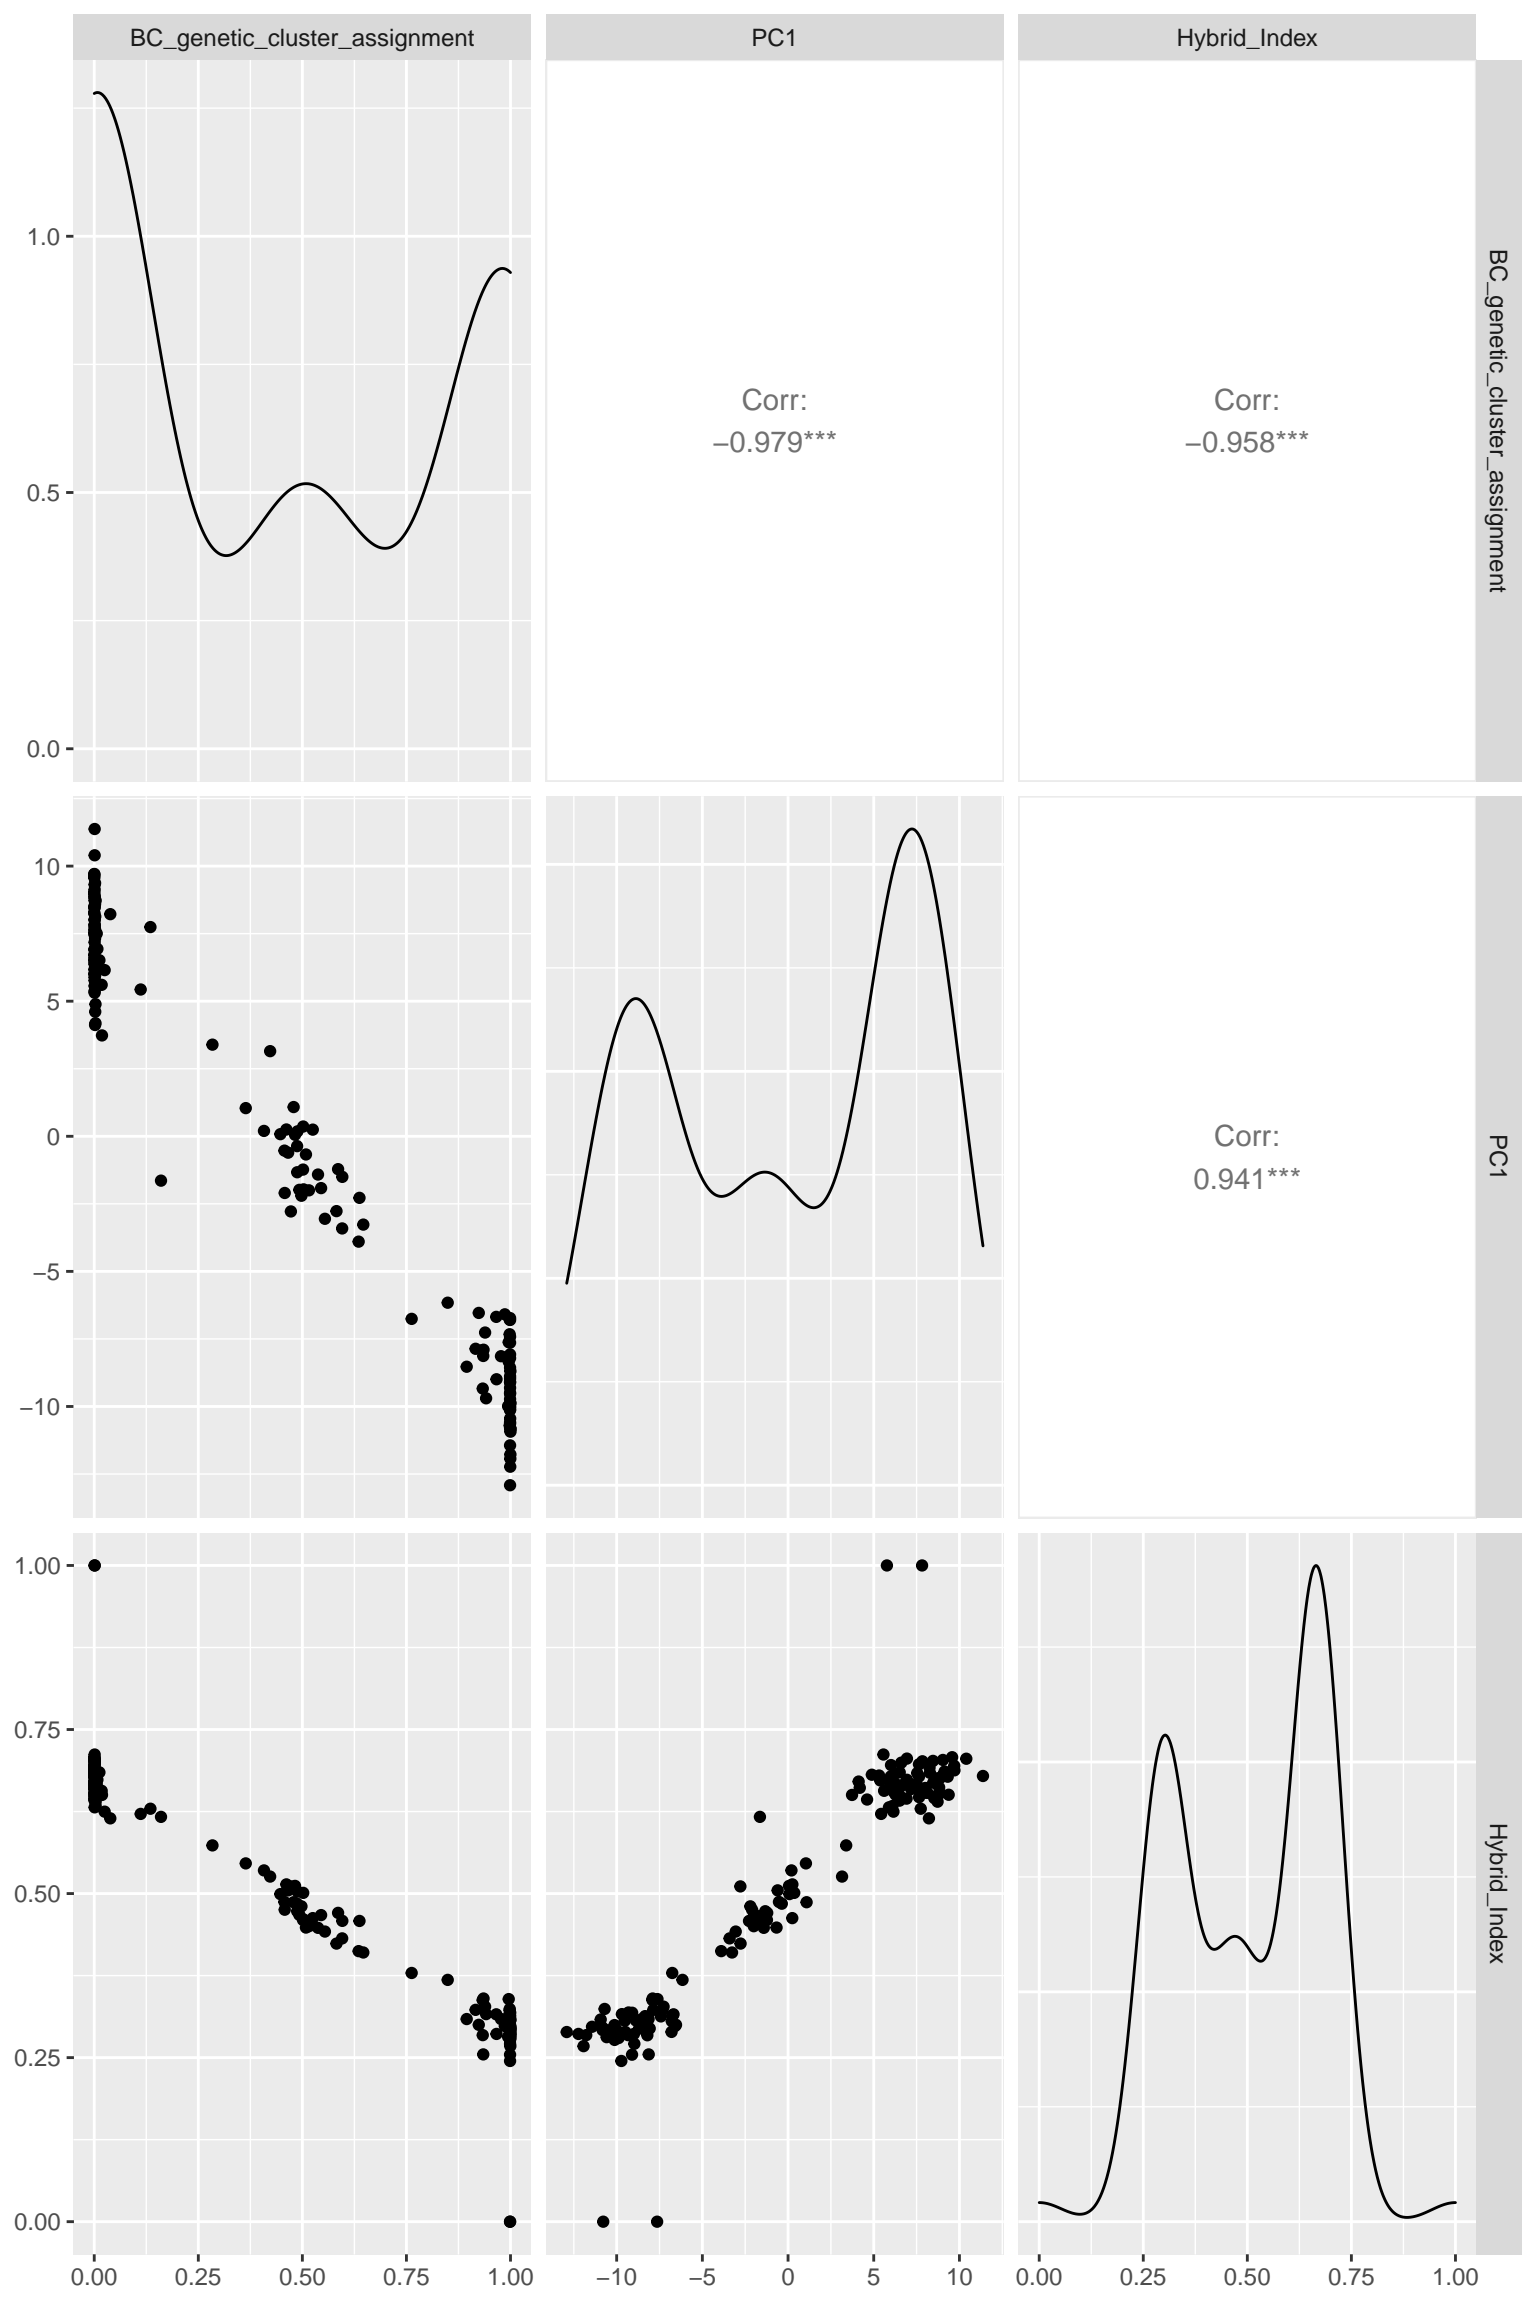 BC_genetic_cluster_assignment
PC1
Hybrid_Index
1.0
0.5
0.0
Corr:
−0.979***
Corr:
−0.958***
BC_genetic_cluster_assignment
10
5
0
−5
−10
Corr:
0.941***
PC1
1.00
0.75
0.50
0.25
0.00
Hybrid_Index
0.00 0.25 0.50 0.75 1.00
−10 −5 0 5 10
0.00 0.25 0.50 0.75 1.00